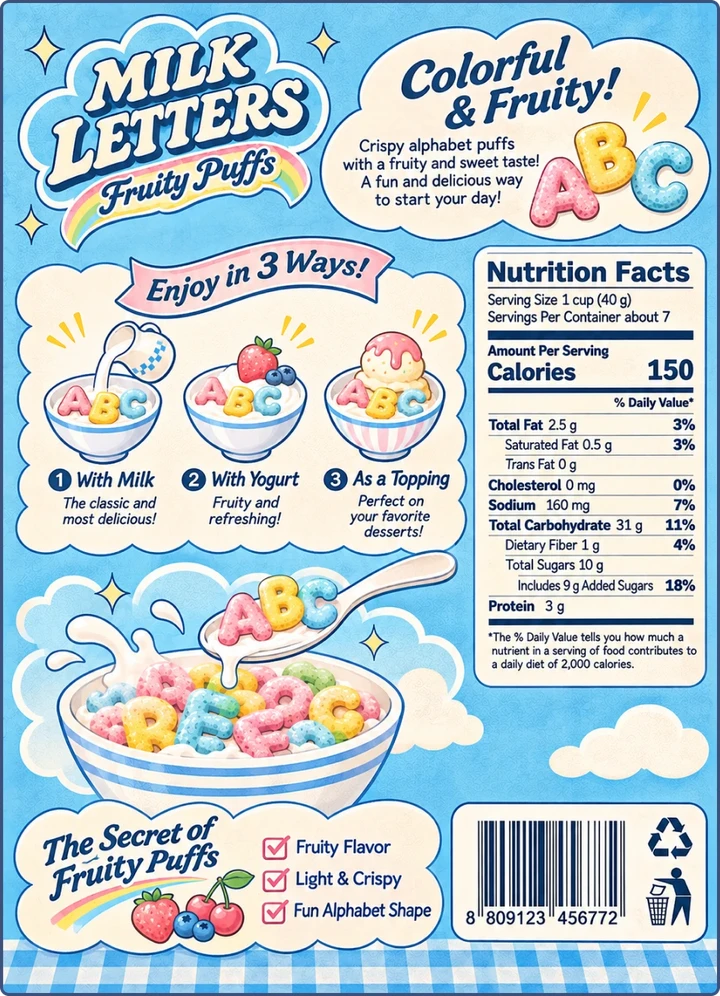 MILK
LETTERS
Fruity Puffs
Colorful
& Fruity!
Crispy alphabet puffs
with a fruity and sweet taste!
A fun and delicious way
to start your day!
A B C
Enjoy in 3 Ways!
A B C
A B C
A B C
1 With Milk
The classic and
most delicious!
2 With Yogurt
Fruity and
refreshing!
3 As a Topping
Perfect on
your favorite
desserts!
Nutrition Facts
Serving Size 1 cup (40 g)
Servings Per Container about 7
Amount Per Serving
Calories 150
% Daily Value*
Total Fat 2.5 g 3%
Saturated Fat 0.5 g 3%
Trans Fat 0 g
Cholesterol 0 mg 0%
Sodium 160 mg 7%
Total Carbohydrate 31 g 11%
Dietary Fiber 1 g 4%
Total Sugars 10 g
Includes 9 g Added Sugars 18%
Protein 3 g
*The % Daily Value tells you how much a
nutrient in a serving of food contributes to
a daily diet of 2,000 calories.
A B C
The Secret of
Fruity Puffs
Fruity Flavor
Light & Crispy
Fun Alphabet Shape
8 809123 456772